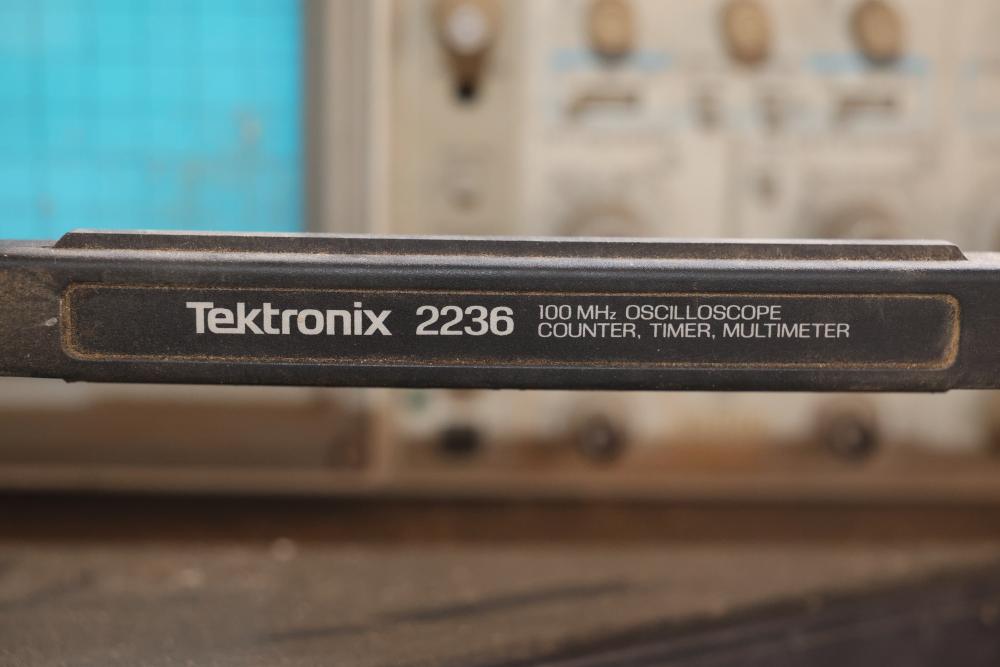 Tektronix 2236 100 MHz OSCILLOSCOPE
COUNTER, TIMER, MULTIMETER